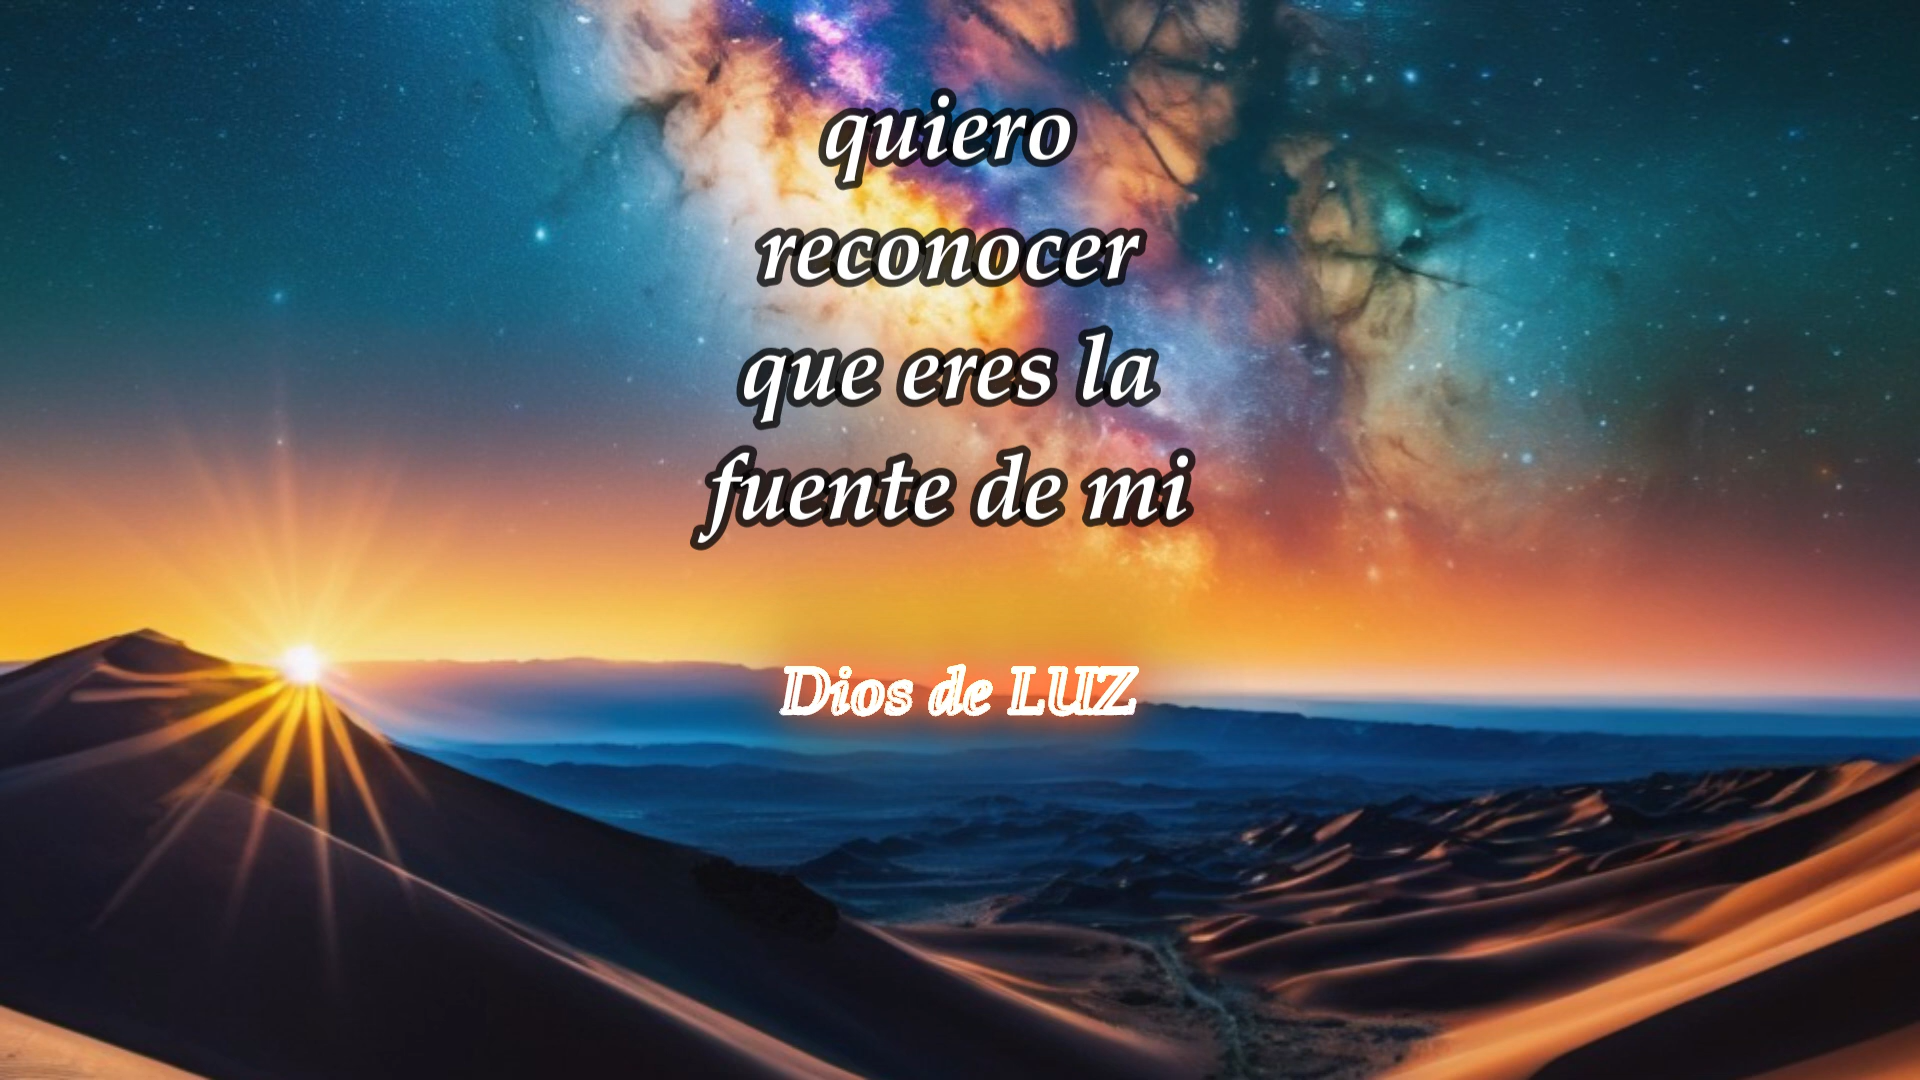 quiero
reconocer
que eres la
fuente de mi
Dios de LUZ